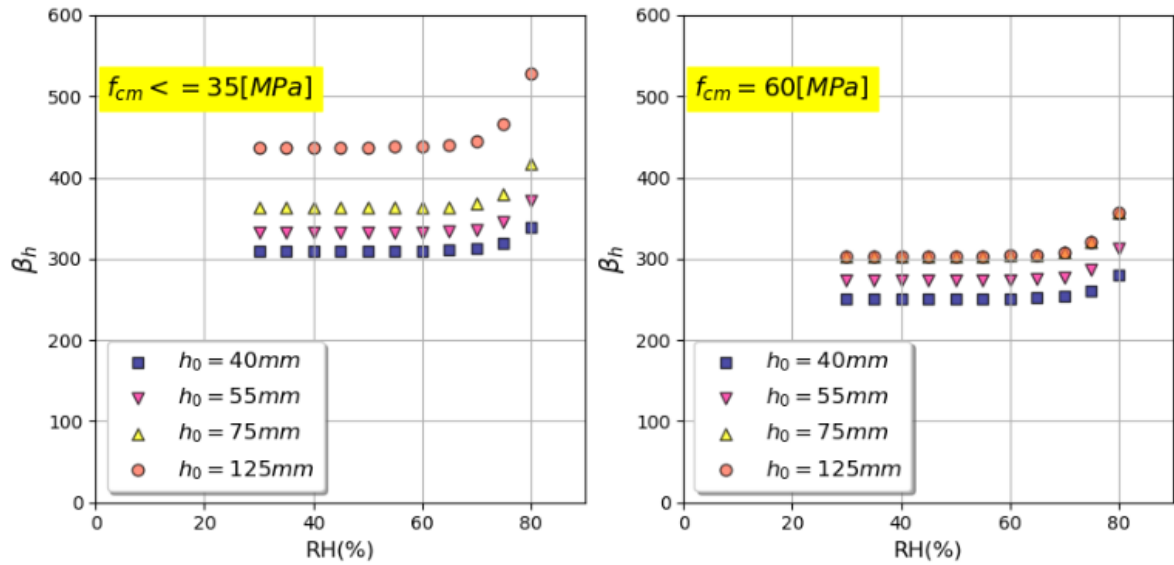 600
500
400
300
200
100
0
0 20 40 60 80
β_h
RH(%)
f_cm <= 35[MPa]
h_0 = 40mm
h_0 = 55mm
h_0 = 75mm
h_0 = 125mm
600
500
400
300
200
100
0
0 20 40 60 80
β_h
RH(%)
f_cm = 60[MPa]
h_0 = 40mm
h_0 = 55mm
h_0 = 75mm
h_0 = 125mm